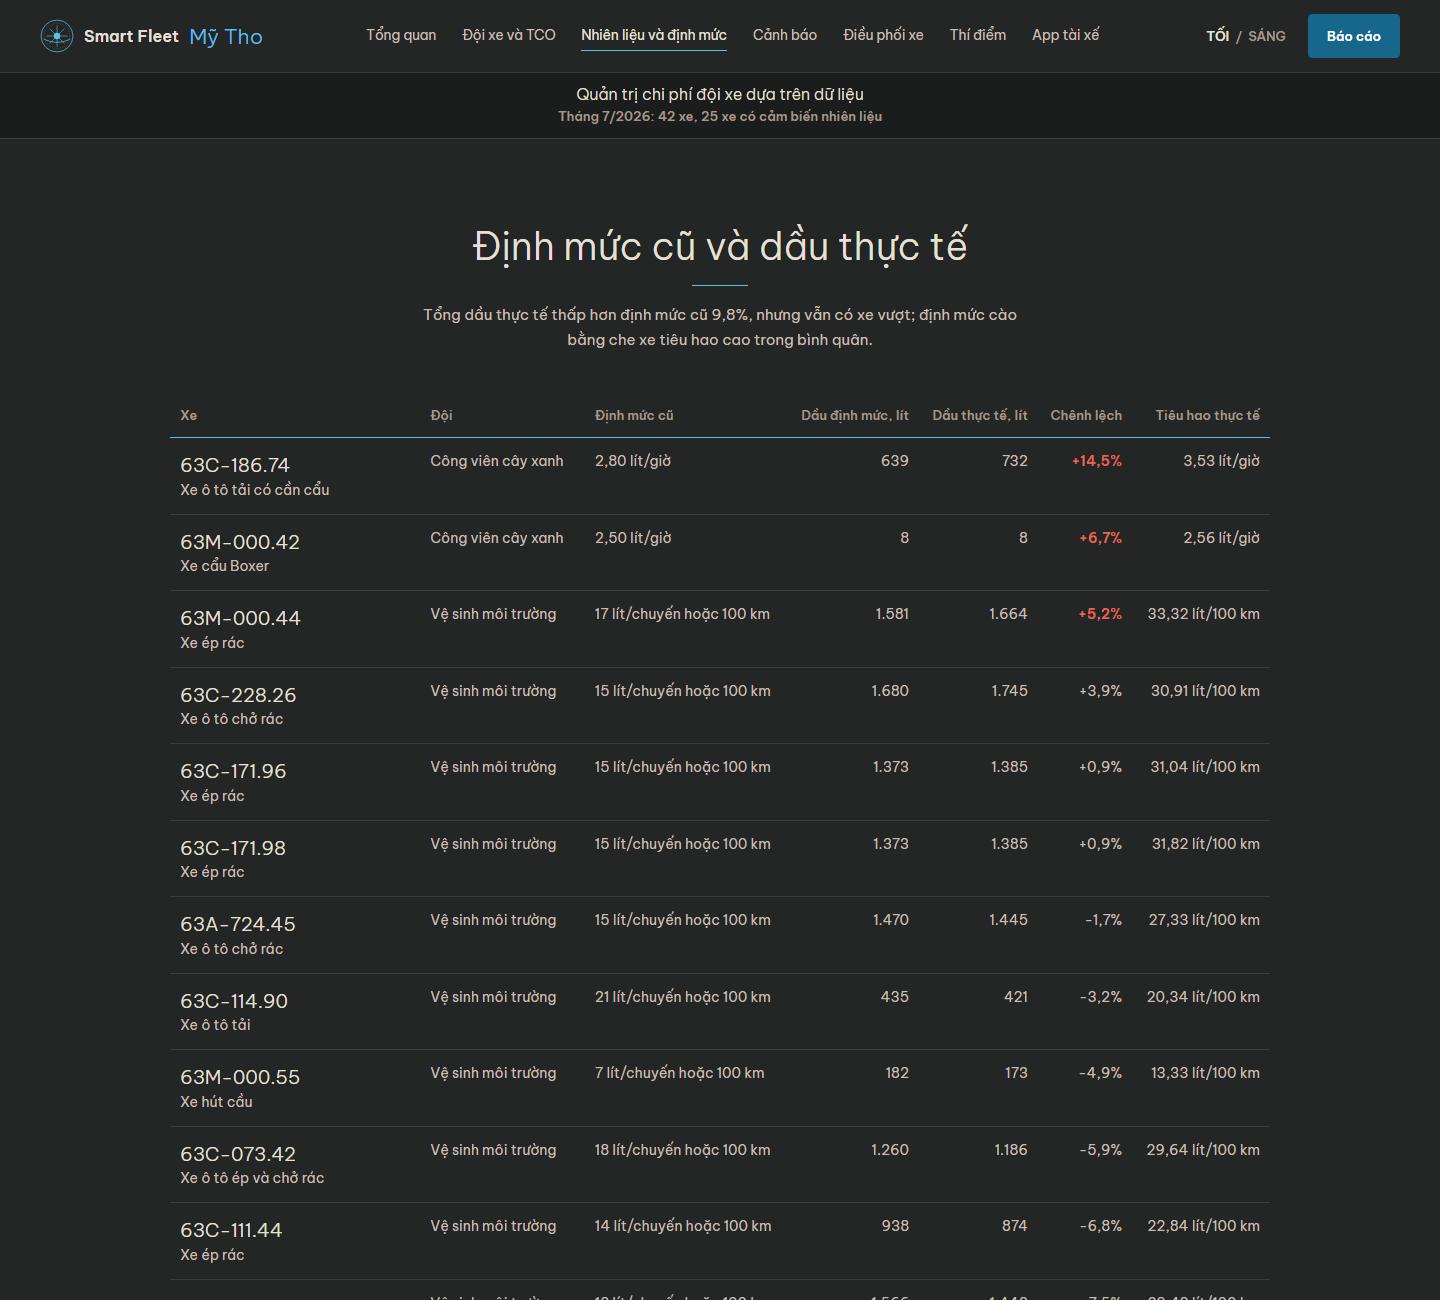 Smart Fleet Mỹ Tho
Tổng quan
Đội xe và TCO
Nhiên liệu và định mức
Cảnh báo
Điều phối xe
Thí điểm
App tài xế
TỐI / SÁNG
Báo cáo
Quản trị chi phí đội xe dựa trên dữ liệu
Tháng 7/2026: 42 xe, 25 xe có cảm biến nhiên liệu
Định mức cũ và dầu thực tế
Tổng dầu thực tế thấp hơn định mức cũ 9,8%, nhưng vẫn có xe vượt; định mức cào
bằng che xe tiêu hao cao trong bình quân.
Xe Đội Định mức cũ Dầu định mức, lít Dầu thực tế, lít Chênh lệch Tiêu hao thực tế
63C-186.74 Công viên cây xanh 2,80 lít/giờ 639 732 +14,5% 3,53 lít/giờ
Xe ô tô tải có cần cẩu
63M-000.42 Công viên cây xanh 2,50 lít/giờ 8 8 +6,7% 2,56 lít/giờ
Xe cẩu Boxer
63M-000.44 Vệ sinh môi trường 17 lít/chuyến hoặc 100 km 1.581 1.664 +5,2% 33,32 lít/100 km
Xe ép rác
63C-228.26 Vệ sinh môi trường 15 lít/chuyến hoặc 100 km 1.680 1.745 +3,9% 30,91 lít/100 km
Xe ô tô chở rác
63C-171.96 Vệ sinh môi trường 15 lít/chuyến hoặc 100 km 1.373 1.385 +0,9% 31,04 lít/100 km
Xe ép rác
63C-171.98 Vệ sinh môi trường 15 lít/chuyến hoặc 100 km 1.373 1.385 +0,9% 31,82 lít/100 km
Xe ép rác
63A-724.45 Vệ sinh môi trường 15 lít/chuyến hoặc 100 km 1.470 1.445 -1,7% 27,33 lít/100 km
Xe ô tô chở rác
63C-114.90 Vệ sinh môi trường 21 lít/chuyến hoặc 100 km 435 421 -3,2% 20,34 lít/100 km
Xe ô tô tải
63M-000.55 Vệ sinh môi trường 7 lít/chuyến hoặc 100 km 182 173 -4,9% 13,33 lít/100 km
Xe hút cầu
63C-073.42 Vệ sinh môi trường 18 lít/chuyến hoặc 100 km 1.260 1.186 -5,9% 29,64 lít/100 km
Xe ô tô ép và chở rác
63C-111.44 Vệ sinh môi trường 14 lít/chuyến hoặc 100 km 938 874 -6,8% 22,84 lít/100 km
Xe ép rác